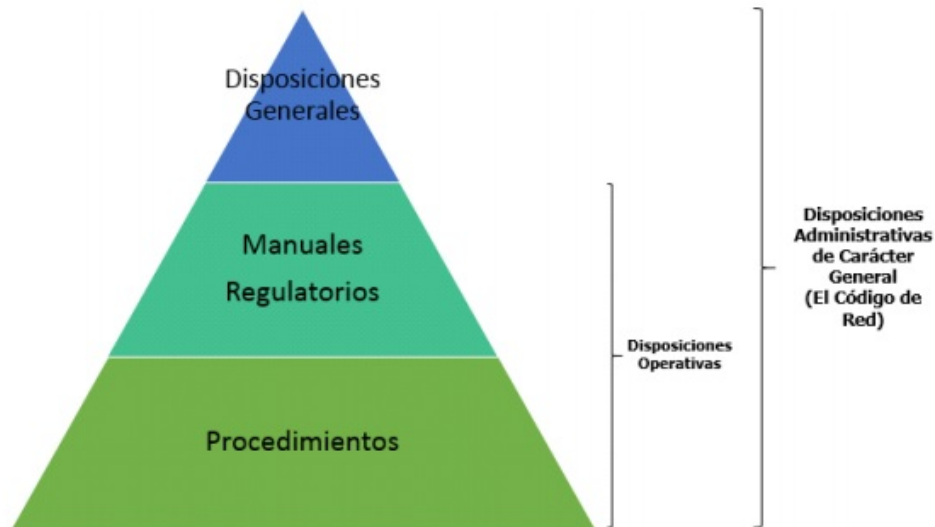 Disposiciones
Generales
Manuales
Regulatorios
Procedimientos
Disposiciones
Operativas
Disposiciones
Administrativas
de Carácter
General
(El Código de
Red)